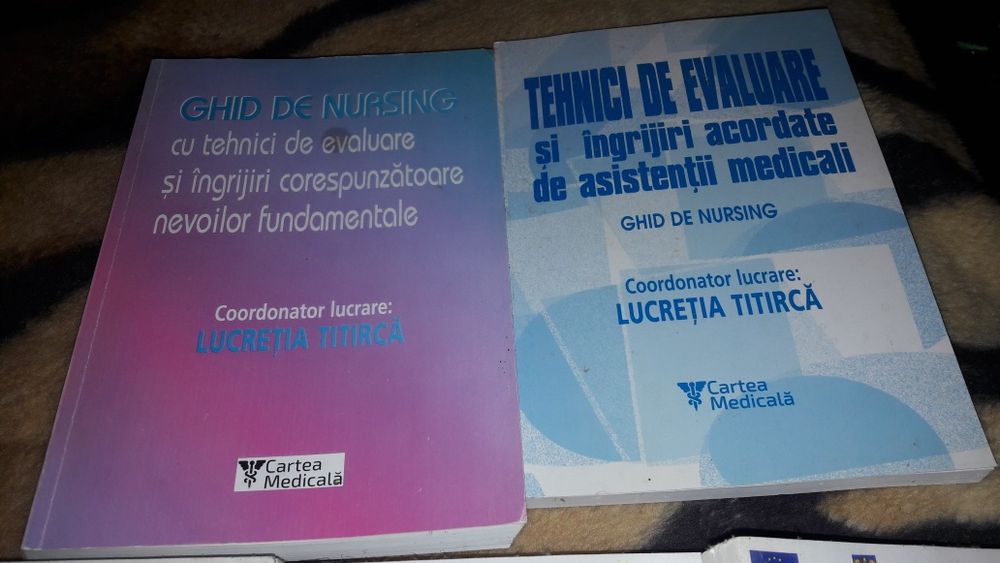 GHID DE NURSING
cu tehnici de evaluare
și îngrijiri corespunzătoare
nevoilor fundamentale
Coordonator lucrare:
LUCREȚIA TITIRCĂ
Cartea
Medicală
TEHNICI DE EVALUARE
și îngrijiri acordate
de asistenții medicali
GHID DE NURSING
Coordonator lucrare:
LUCREȚIA TITIRCĂ
Cartea
Medicală